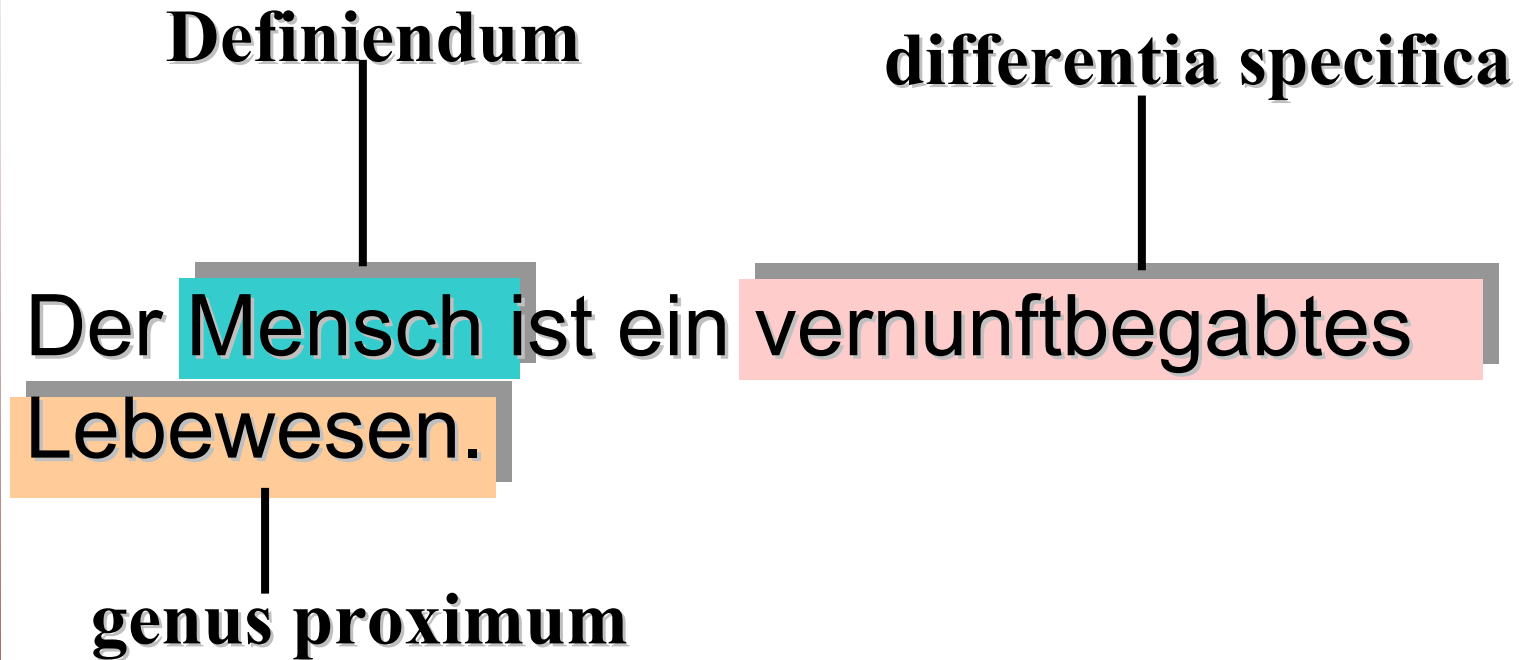 Definiendum
differentia specifica
Der Mensch ist ein vernunftbegabtes
Lebewesen.
genus proximum